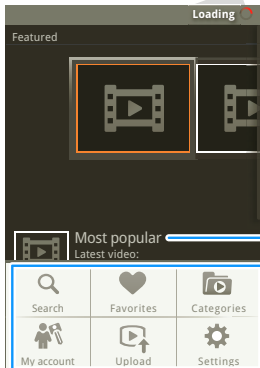 Loading
Featured
Most popular
Latest video:
Search Favorites Categories
My account Upload Settings